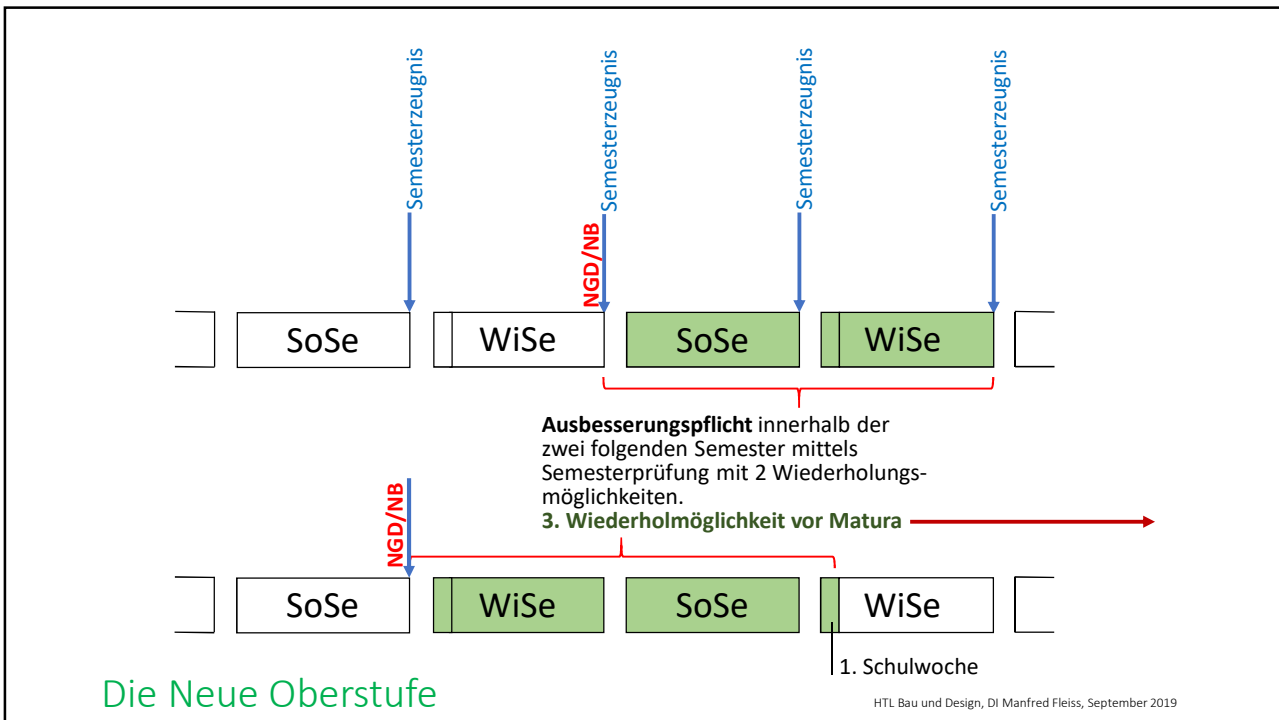 Semesterzeugnis
Semesterzeugnis
Semesterzeugnis
Semesterzeugnis
NGD/NB
SoSe
WiSe
SoSe
WiSe
Ausbesserungspflicht innerhalb der
zwei folgenden Semester mittels
Semesterprüfung mit 2 Wiederholungs-
möglichkeiten.
3. Wiederholmöglichkeit vor Matura
NGD/NB
SoSe
WiSe
SoSe
WiSe
1. Schulwoche
Die Neue Oberstufe
HTL Bau und Design, DI Manfred Fleiss, September 2019